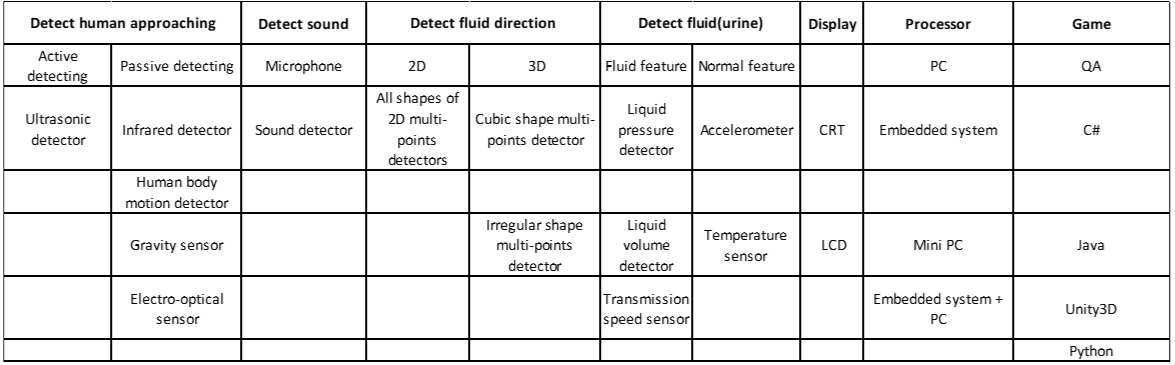 Detect human approaching Detect sound Detect fluid direction Detect fluid(urine) Display Processor Game
Active detecting Passive detecting Microphone 2D 3D Fluid feature Normal feature PC QA
Ultrasonic detector Infrared detector Sound detector All shapes of 2D multi-points detectors Cubic shape multi-points detector Liquid pressure detector Accelerometer CRT Embedded system C#
Human body motion detector
Gravity sensor Irregular shape multi-points detector Liquid volume detector Temperature sensor LCD Mini PC Java
Electro-optical sensor Transmission speed sensor Embedded system + PC Unity3D
Python